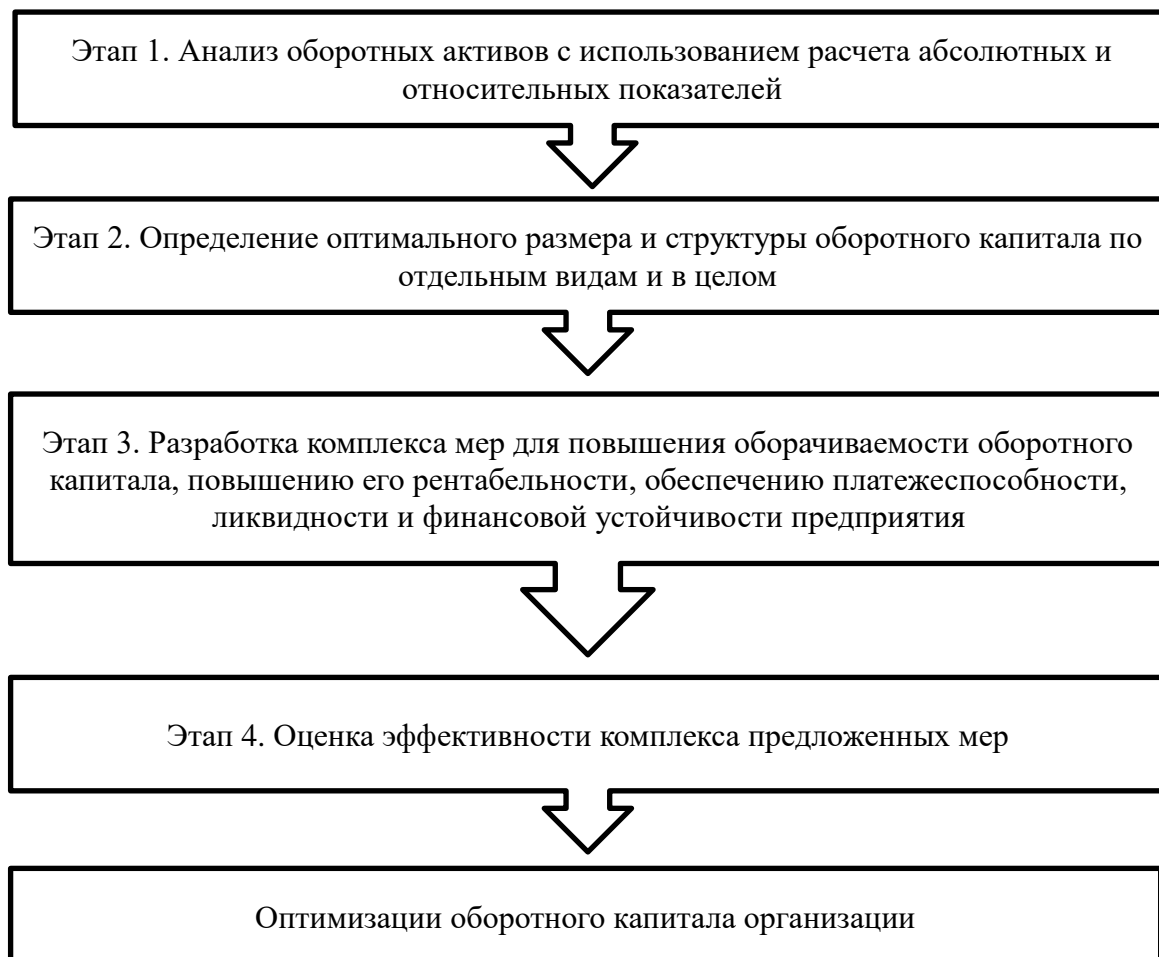 Этап 1. Анализ оборотных активов с использованием расчета абсолютных и
относительных показателей
Этап 2. Определение оптимального размера и структуры оборотного капитала по
отдельным видам и в целом
Этап 3. Разработка комплекса мер для повышения оборачиваемости оборотного
капитала, повышению его рентабельности, обеспечению платежеспособности,
ликвидности и финансовой устойчивости предприятия
Этап 4. Оценка эффективности комплекса предложенных мер
Оптимизации оборотного капитала организации